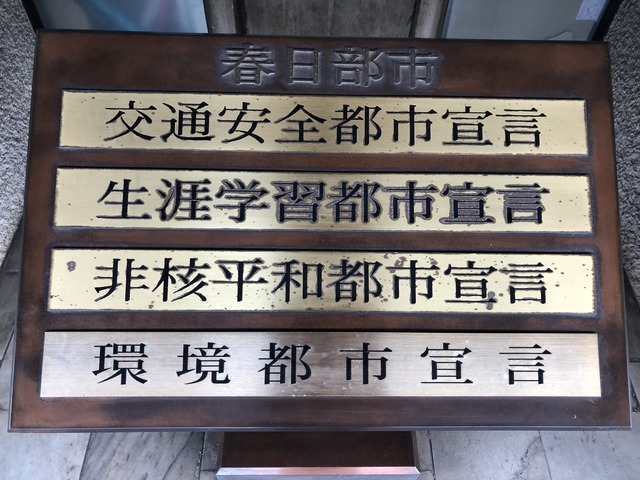 春日部市
交通安全都市宣言
生涯学習都市宣言
非核平和都市宣言
環境都市宣言